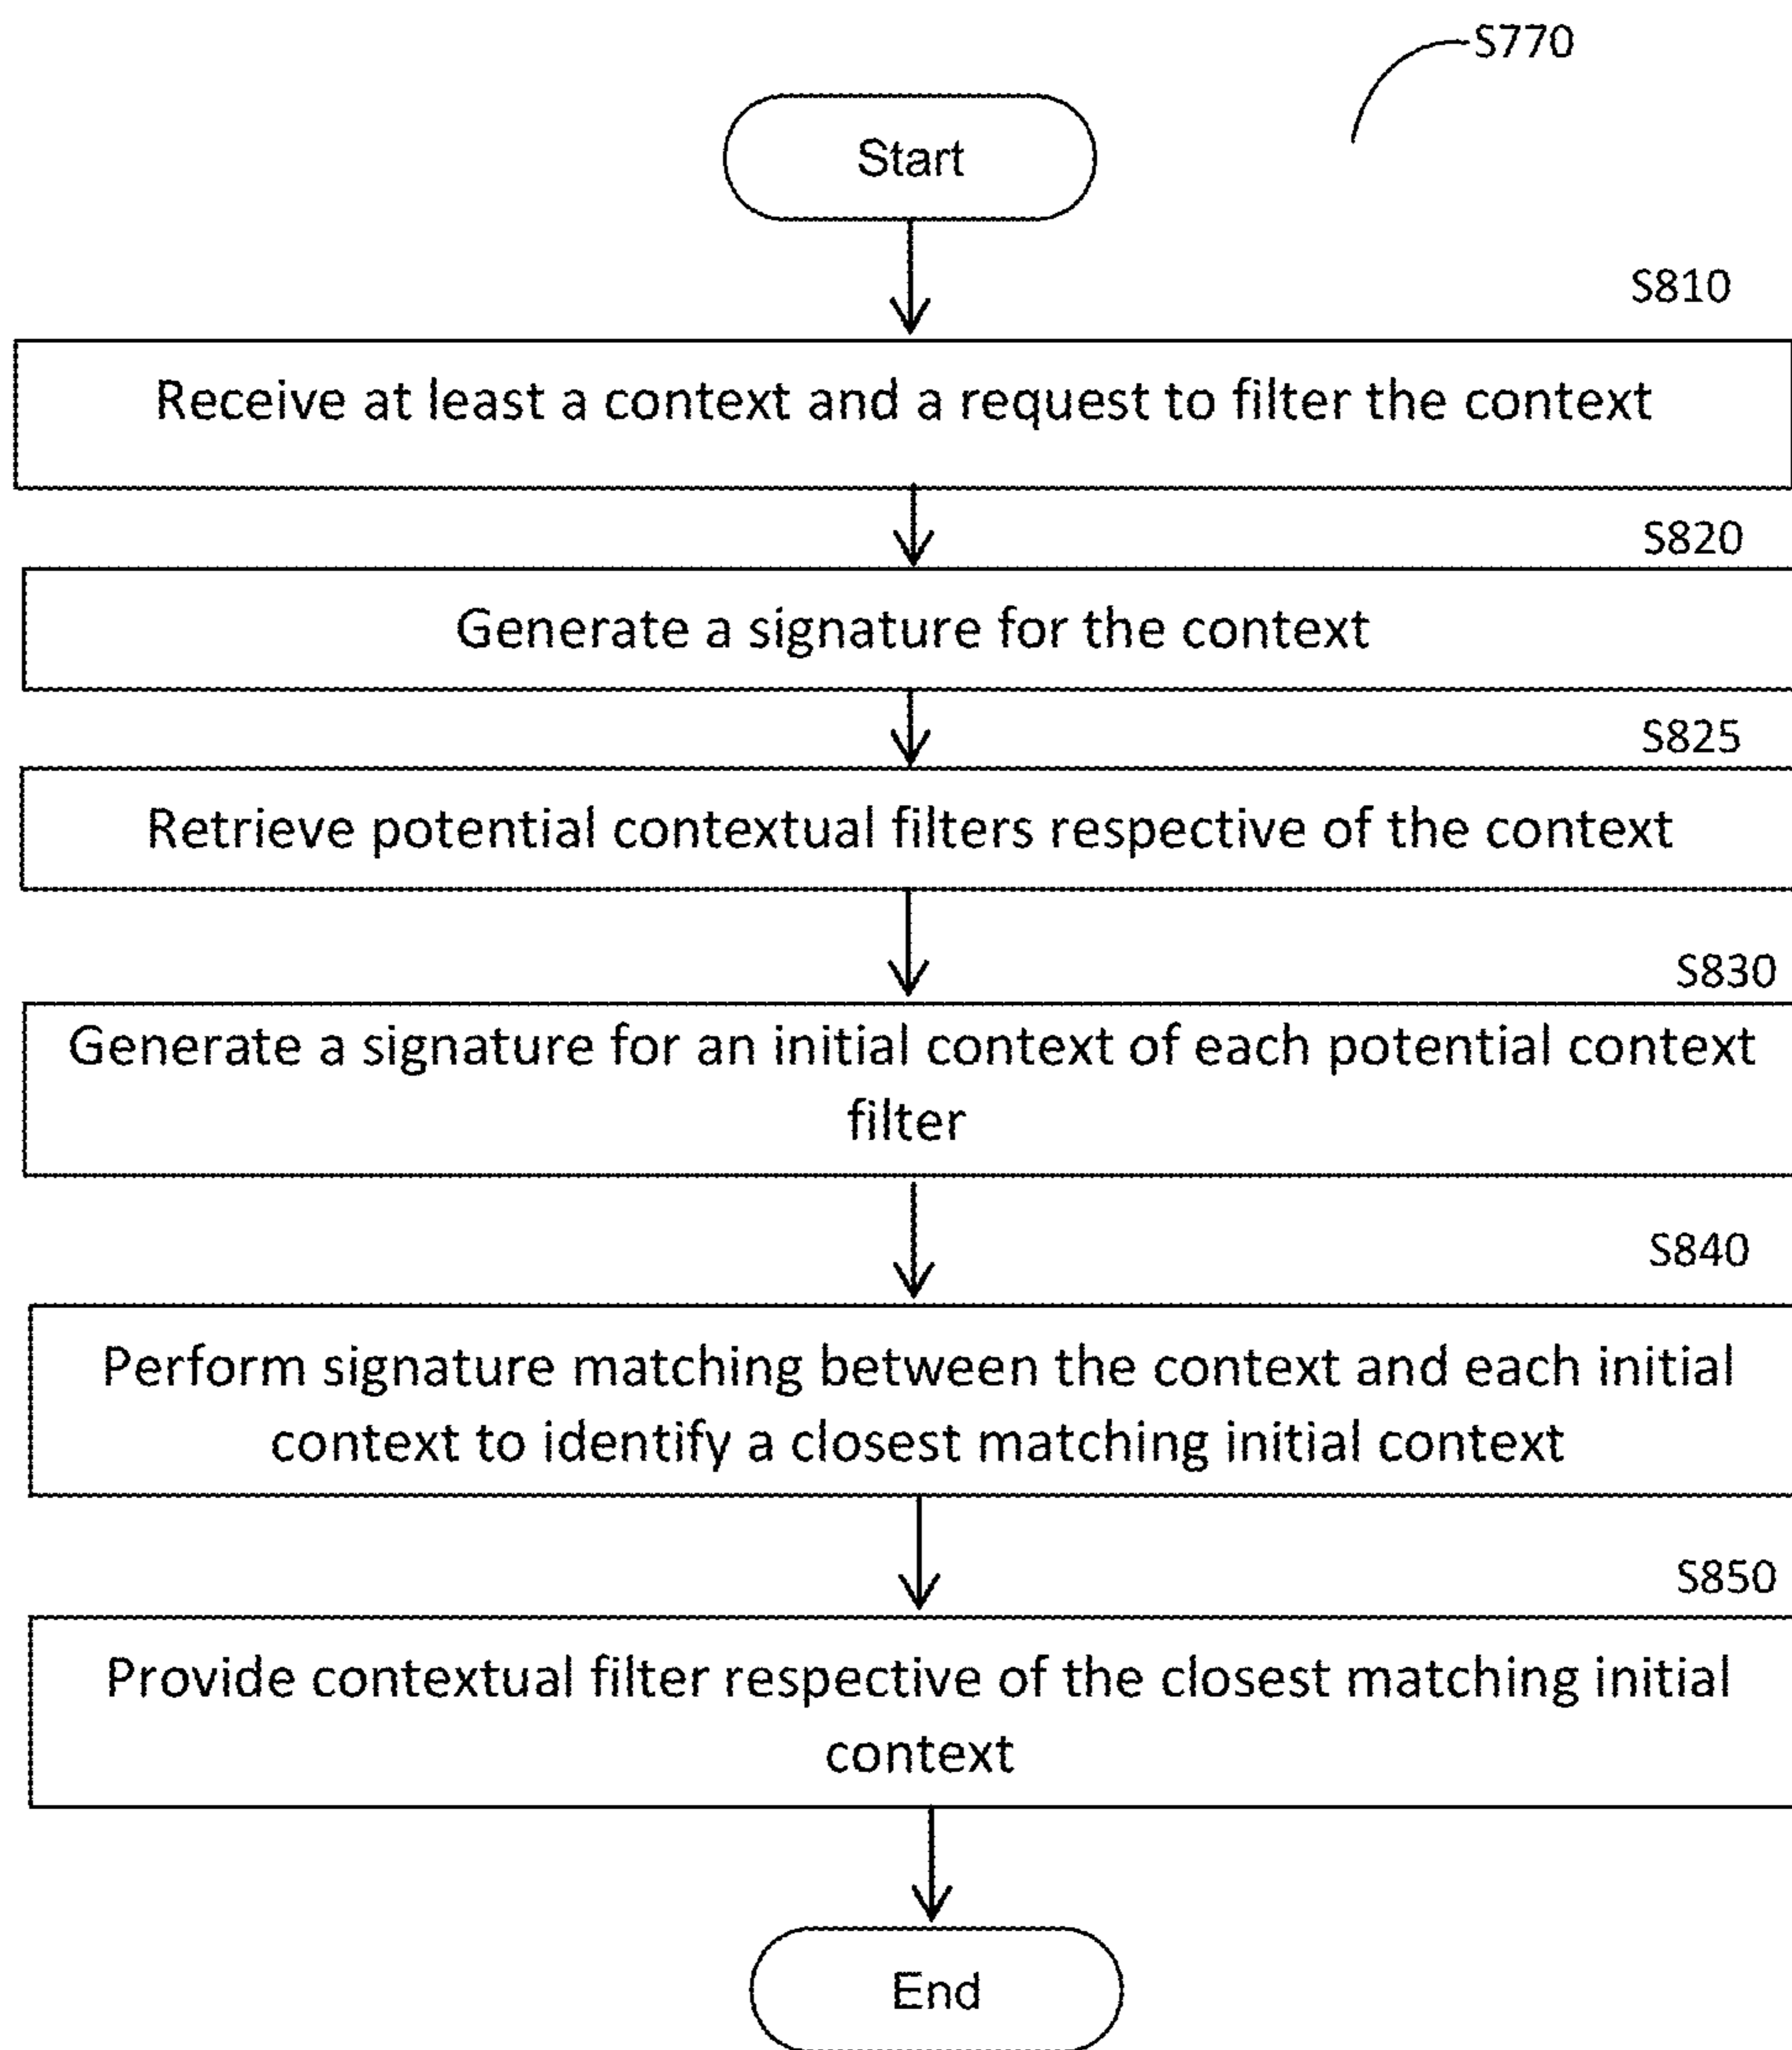 S770
Start
S810
Receive at least a context and a request to filter the context
S820
Generate a signature for the context
S825
Retrieve potential contextual filters respective of the context
S830
Generate a signature for an initial context of each potential context
filter
S840
Perform signature matching between the context and each initial
context to identify a closest matching initial context
S850
Provide contextual filter respective of the closest matching initial
context
End